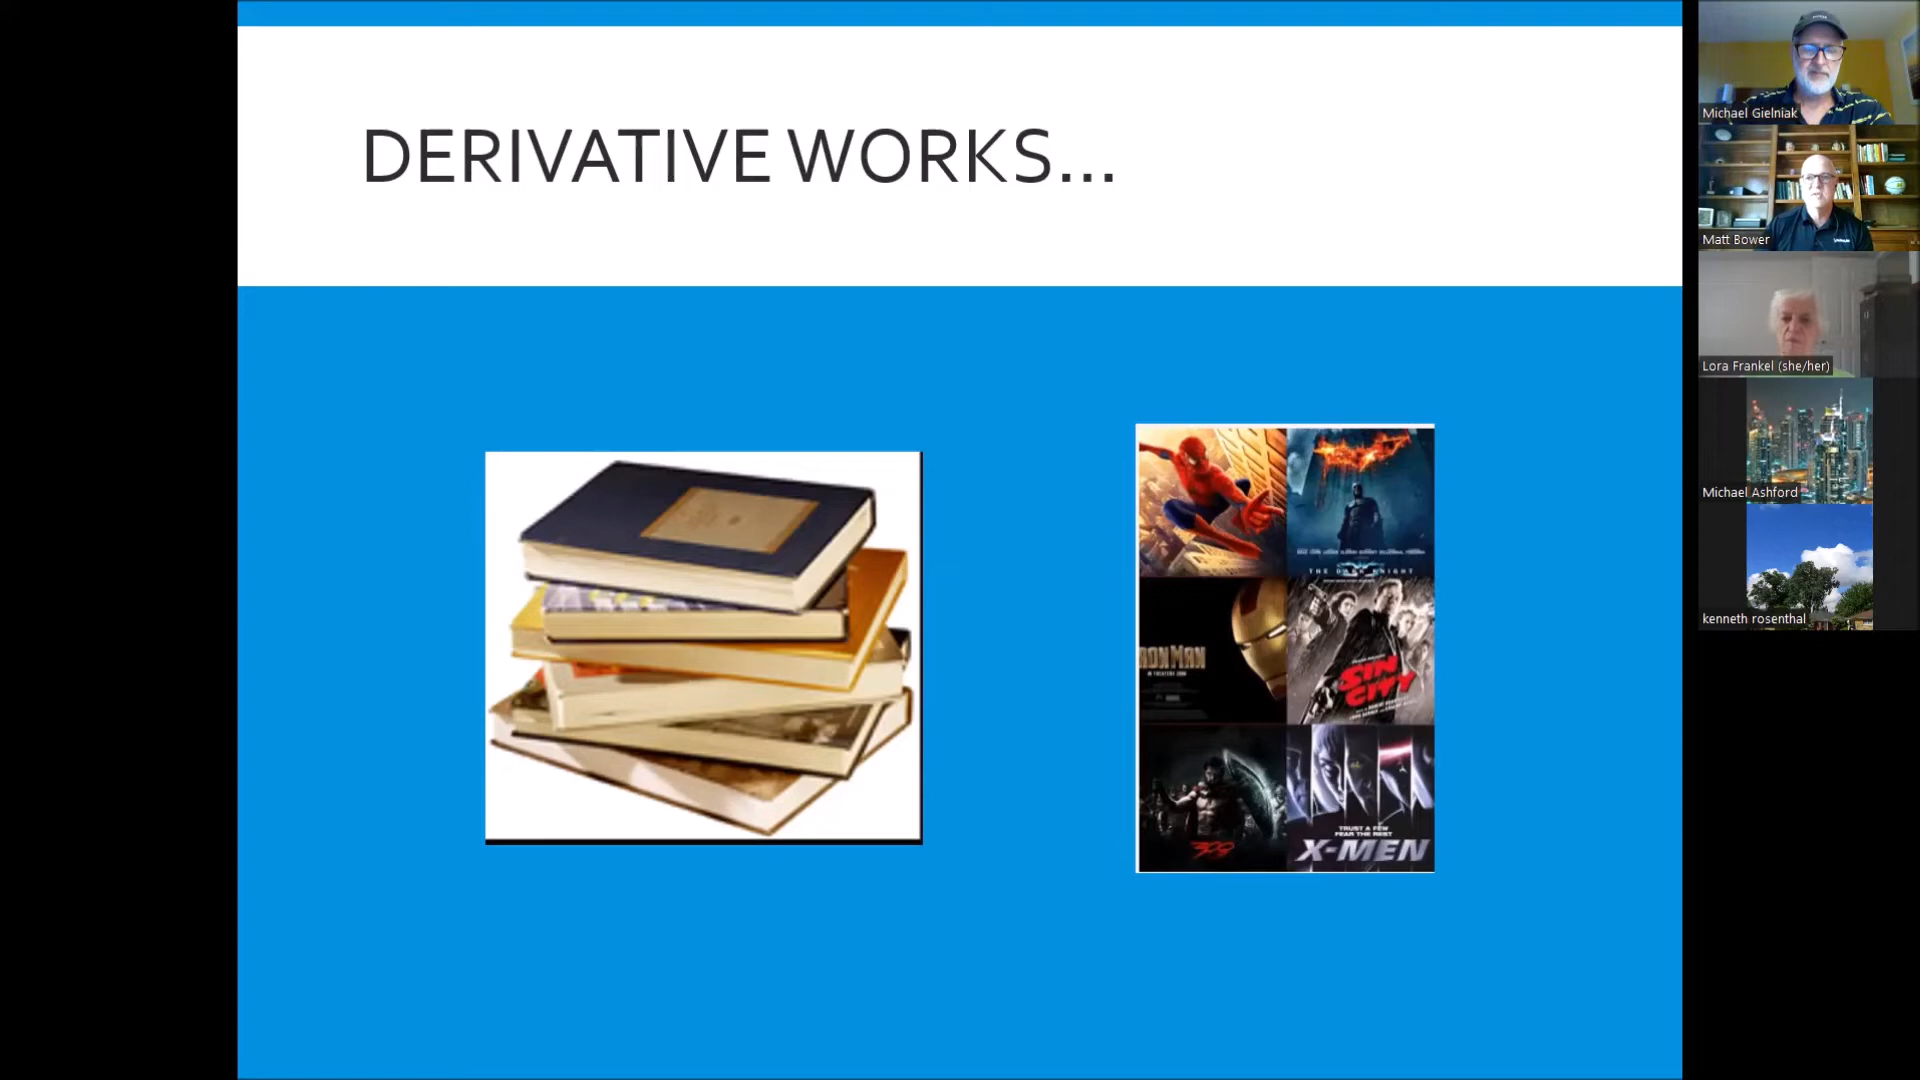 DERIVATIVE WORKS...
THE DARK KNIGHT
IRON MAN
SIN
CITY
300
TRUST A FEW
FEAR THE REST
X-MEN
Michael Gielniak
Matt Bower
Lora Frankel (she/her)
Michael Ashford
kenneth rosenthal